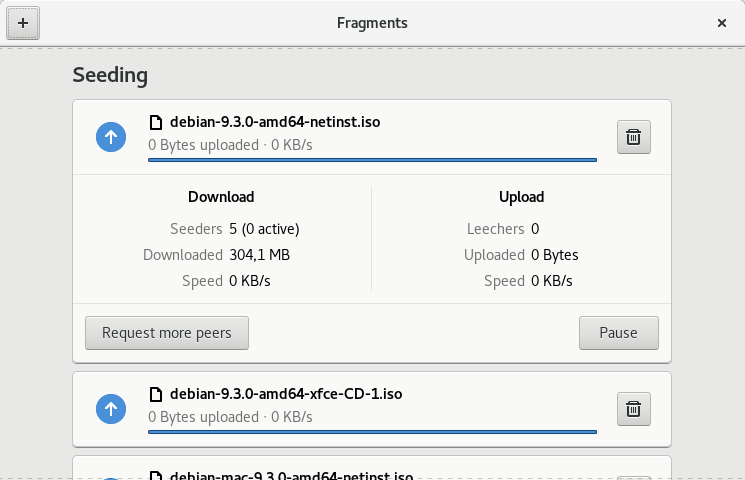 Fragments
Seeding
debian-9.3.0-amd64-netinst.iso
0 Bytes uploaded · 0 KB/s
Download
Upload
Seeders 5 (0 active)
Leechers 0
Downloaded 304,1 MB
Uploaded 0 Bytes
Speed 0 KB/s
Speed 0 KB/s
Request more peers
Pause
debian-9.3.0-amd64-xfce-CD-1.iso
0 Bytes uploaded · 0 KB/s
debian-mac-9.3.0-amd64-netinst.iso